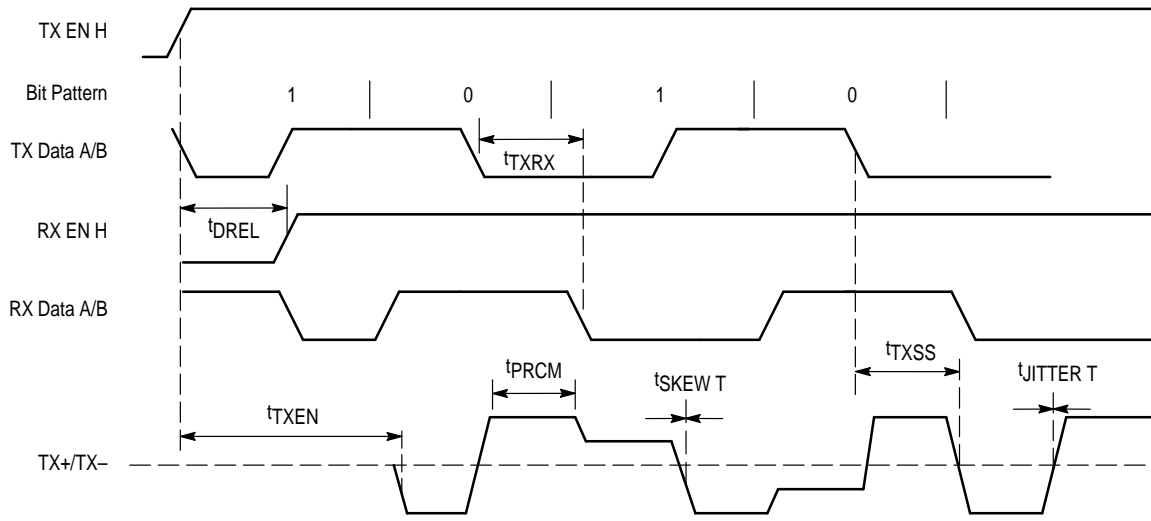 TX EN H
Bit Pattern 1 0 1 0
TX Data A/B
tTXRX
RX EN H
tDREL
RX Data A/B
tPRCM
tSKEW T
tTXSS
tJITTER T
tTXEN
TX+/TX–